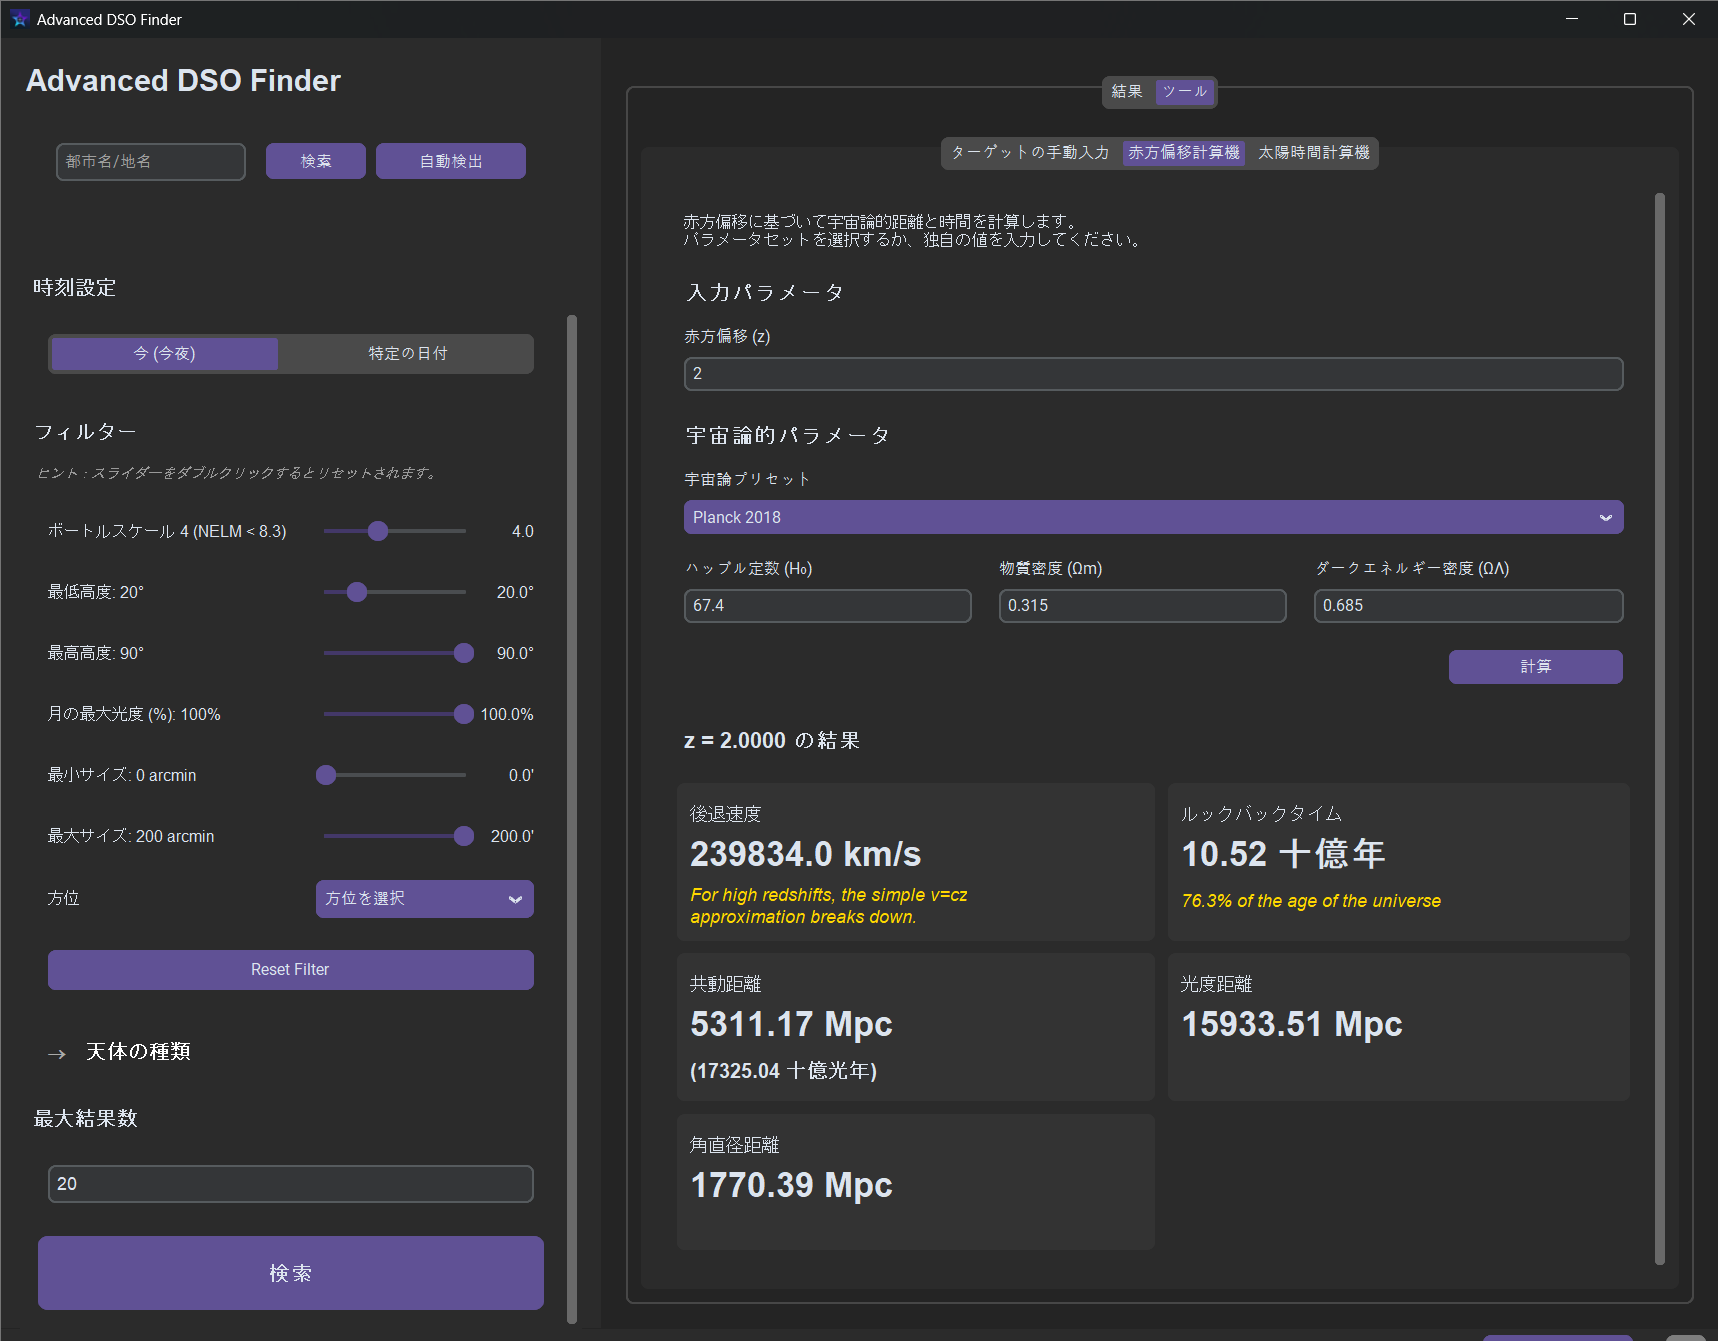 Advanced DSO Finder
Advanced DSO Finder
都市名/地名
検索
自動検出
時刻設定
今 (今夜)
特定の日付
フィルター
ヒント：スライダーをダブルクリックするとリセットされます。
ボートルスケール 4 (NELM < 8.3)
4.0
最低高度: 20°
20.0°
最高高度: 90°
90.0°
月の最大光度 (%): 100%
100.0%
最小サイズ: 0 arcmin
0.0'
最大サイズ: 200 arcmin
200.0'
方位
方位を選択
Reset Filter
→ 天体の種類
最大結果数
20
検索
結果
ツール
ターゲットの手動入力
赤方偏移計算機
太陽時間計算機
赤方偏移に基づいて宇宙論的距離と時間を計算します。
パラメータセットを選択するか、独自の値を入力してください。
入力パラメータ
赤方偏移 (z)
2
宇宙論的パラメータ
宇宙論プリセット
Planck 2018
ハッブル定数 (H₀)
物質密度 (Ωm)
ダークエネルギー密度 (ΩΛ)
67.4
0.315
0.685
計算
z = 2.0000 の結果
後退速度
239834.0 km/s
For high redshifts, the simple v=cz
approximation breaks down.
ルックバックタイム
10.52 十億年
76.3% of the age of the universe
共動距離
5311.17 Mpc
(17325.04 十億光年)
光度距離
15933.51 Mpc
角直径距離
1770.39 Mpc